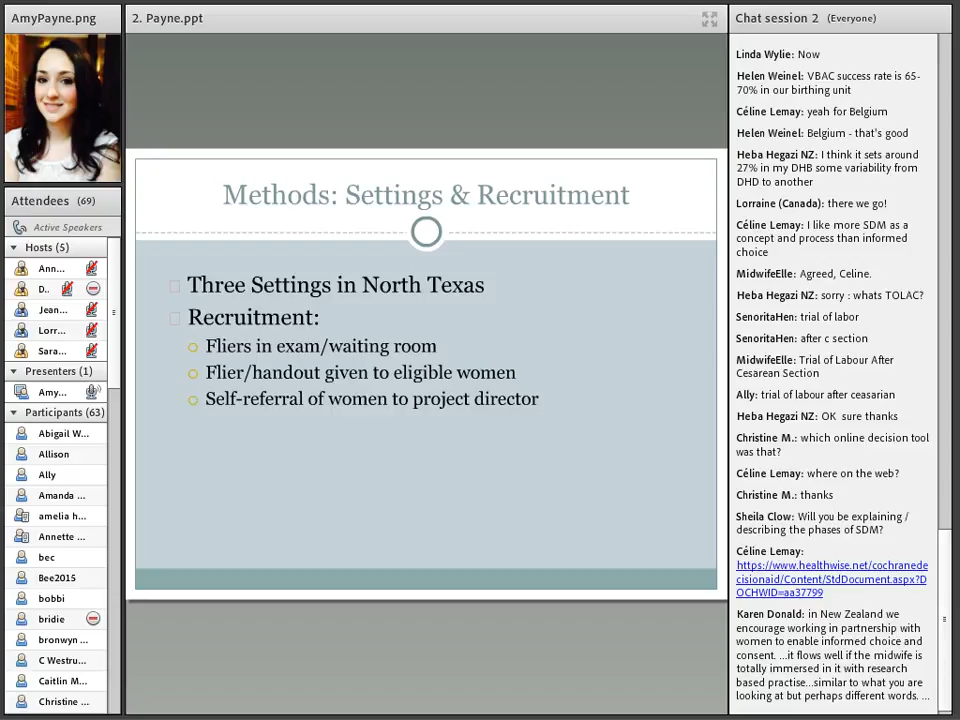 AmyPayne.png
Attendees (69)
Active Speakers
Hosts (5)
Ann...
D..
Jean...
Lorr...
Sara...
Presenters (1)
Amy...
Participants (63)
Abigail W...
Allison
Ally
Amanda ...
amelia h...
Annette ...
bec
Bee2015
bobbi
bridie
bronwyn ...
C Westru...
Caitlin M...
Christine ...
2. Payne.ppt
Methods: Settings & Recruitment
Three Settings in North Texas
Recruitment:
Fliers in exam/waiting room
Flier/handout given to eligible women
Self-referral of women to project director
Chat session 2 (Everyone)
Linda Wylie: Now
Helen Weinel: VBAC success rate is 65-
70% in our birthing unit
Céline Lemay: yeah for Belgium
Helen Weinel: Belgium - that's good
Heba Hegazi NZ: I think it sets around
27% in my DHB some variability from
DHD to another
Lorraine (Canada): there we go!
Céline Lemay: I like more SDM as a
concept and process than informed
choice
MidwifeElle: Agreed, Celine.
Heba Hegazi NZ: sorry : whats TOLAC?
SenoritaHen: trial of labor
SenoritaHen: after c section
MidwifeElle: Trial of Labour After
Cesarean Section
Ally: trial of labour after ceasarian
Heba Hegazi NZ: OK  sure thanks
Christine M.: which online decision tool
was that?
Céline Lemay: where on the web?
Christine M.: thanks
Sheila Clow: Will you be explaining /
describing the phases of SDM?
Céline Lemay:
https://www.healthwise.net/cochranede
cisionaid/Content/StdDocument.aspx?D
OCHWID=aa37799
Karen Donald: in New Zealand we
encourage working in partnership with
women to enable informed choice and
consent. ...it flows well if the midwife is
totally immersed in it with research
based practise...similar to what you are
looking at but perhaps different words. ...